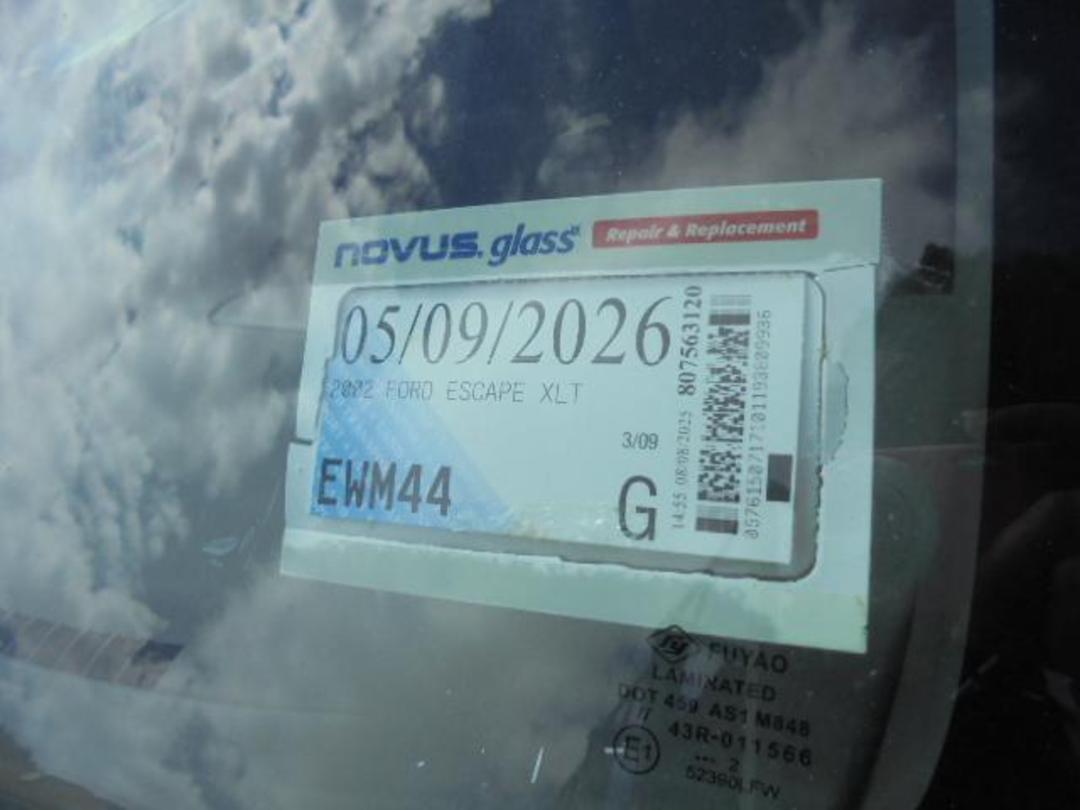 novus. glass
Repair & Replacement
05/09/2026
2002 FORD ESCAPE XLT
3/09
EWM44
G
14:55 08/08/2025 807563120
FUYAO
LAMINATED
DOT 459 AS1 M848
43R-011566
E1
2